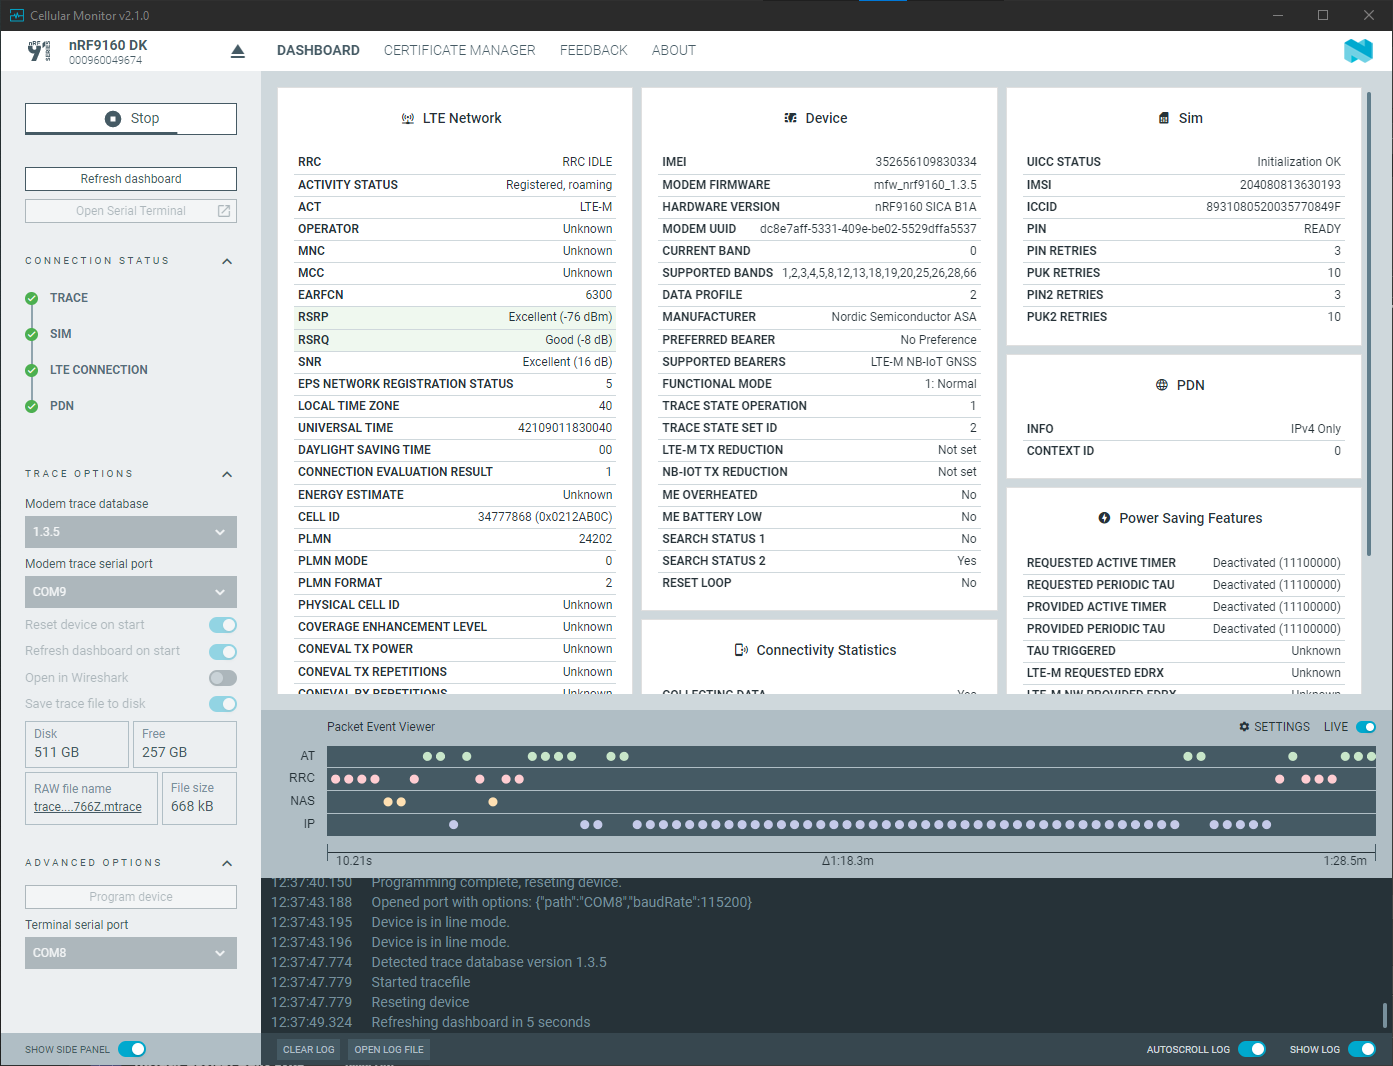 Cellular Monitor v2.1.0
nRF9160 DK
000960049674
DASHBOARD CERTIFICATE MANAGER FEEDBACK ABOUT
Stop
Refresh dashboard
Open Serial Terminal
CONNECTION STATUS
TRACE
SIM
LTE CONNECTION
PDN
TRACE OPTIONS
Modem trace database
1.3.5
Modem trace serial port
COM9
Reset device on start
Refresh dashboard on start
Open in Wireshark
Save trace file to disk
Disk
511 GB
Free
257 GB
RAW file name
trace....766Z.mtrace
File size
668 kB
ADVANCED OPTIONS
Program device
Terminal serial port
COM8
SHOW SIDE PANEL
LTE Network
RRC RRC IDLE
ACTIVITY STATUS Registered, roaming
ACT LTE-M
OPERATOR Unknown
MNC Unknown
MCC Unknown
EARFCN 6300
RSRP Excellent (-76 dBm)
RSRQ Good (-8 dB)
SNR Excellent (16 dB)
EPS NETWORK REGISTRATION STATUS 5
LOCAL TIME ZONE 40
UNIVERSAL TIME 42109011830040
DAYLIGHT SAVING TIME 00
CONNECTION EVALUATION RESULT 1
ENERGY ESTIMATE Unknown
CELL ID 34777868 (0x0212AB0C)
PLMN 24202
PLMN MODE 0
PLMN FORMAT 2
PHYSICAL CELL ID Unknown
COVERAGE ENHANCEMENT LEVEL Unknown
CONEVAL TX POWER Unknown
CONEVAL TX REPETITIONS Unknown
CONEVAL RX REPETITIONS Unknown
Device
IMEI 352656109830334
MODEM FIRMWARE mfw_nrf9160_1.3.5
HARDWARE VERSION nRF9160 SICA B1A
MODEM UUID dc8e7aff-5331-409e-be02-5529dffa5537
CURRENT BAND 0
SUPPORTED BANDS 1,2,3,4,5,8,12,13,18,19,20,25,26,28,66
DATA PROFILE 2
MANUFACTURER Nordic Semiconductor ASA
PREFERRED BEARER No Preference
SUPPORTED BEARERS LTE-M NB-IoT GNSS
FUNCTIONAL MODE 1: Normal
TRACE STATE OPERATION 1
TRACE STATE SET ID 2
LTE-M TX REDUCTION Not set
NB-IOT TX REDUCTION Not set
ME OVERHEATED No
ME BATTERY LOW No
SEARCH STATUS 1 No
SEARCH STATUS 2 Yes
RESET LOOP No
Connectivity Statistics
COLLECTING DATA Yes
Sim
UICC STATUS Initialization OK
IMSI 204080813630193
ICCID 8931080520035770849F
PIN READY
PIN RETRIES 3
PUK RETRIES 10
PIN2 RETRIES 3
PUK2 RETRIES 10
PDN
INFO IPv4 Only
CONTEXT ID 0
Power Saving Features
REQUESTED ACTIVE TIMER Deactivated (11100000)
REQUESTED PERIODIC TAU Deactivated (11100000)
PROVIDED ACTIVE TIMER Deactivated (11100000)
PROVIDED PERIODIC TAU Deactivated (11100000)
TAU TRIGGERED Unknown
LTE-M REQUESTED EDRX Unknown
LTE-M NW PROVIDED EDRX Unknown
Packet Event Viewer SETTINGS LIVE
AT
RRC
NAS
IP
10.21s Δ1:18.3m 1:28.5m
12:37:40.150 Programming complete, reseting device.
12:37:43.188 Opened port with options: {"path":"COM8","baudRate":115200}
12:37:43.195 Device is in line mode.
12:37:43.196 Device is in line mode.
12:37:47.774 Detected trace database version 1.3.5
12:37:47.779 Started tracefile
12:37:47.779 Reseting device
12:37:49.324 Refreshing dashboard in 5 seconds
CLEAR LOG OPEN LOG FILE AUTOSCROLL LOG SHOW LOG